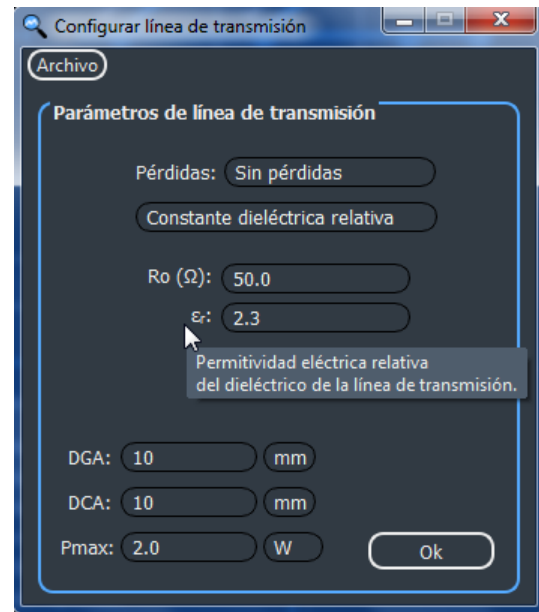 Configurar línea de transmisión
Archivo
Parámetros de línea de transmisión
Pérdidas: Sin pérdidas
Constante dieléctrica relativa
Ro (Ω): 50.0
εᵣ: 2.3
Permitividad eléctrica relativa
del dieléctrico de la línea de transmisión.
DGA: 10 mm
DCA: 10 mm
Pmax: 2.0 W Ok